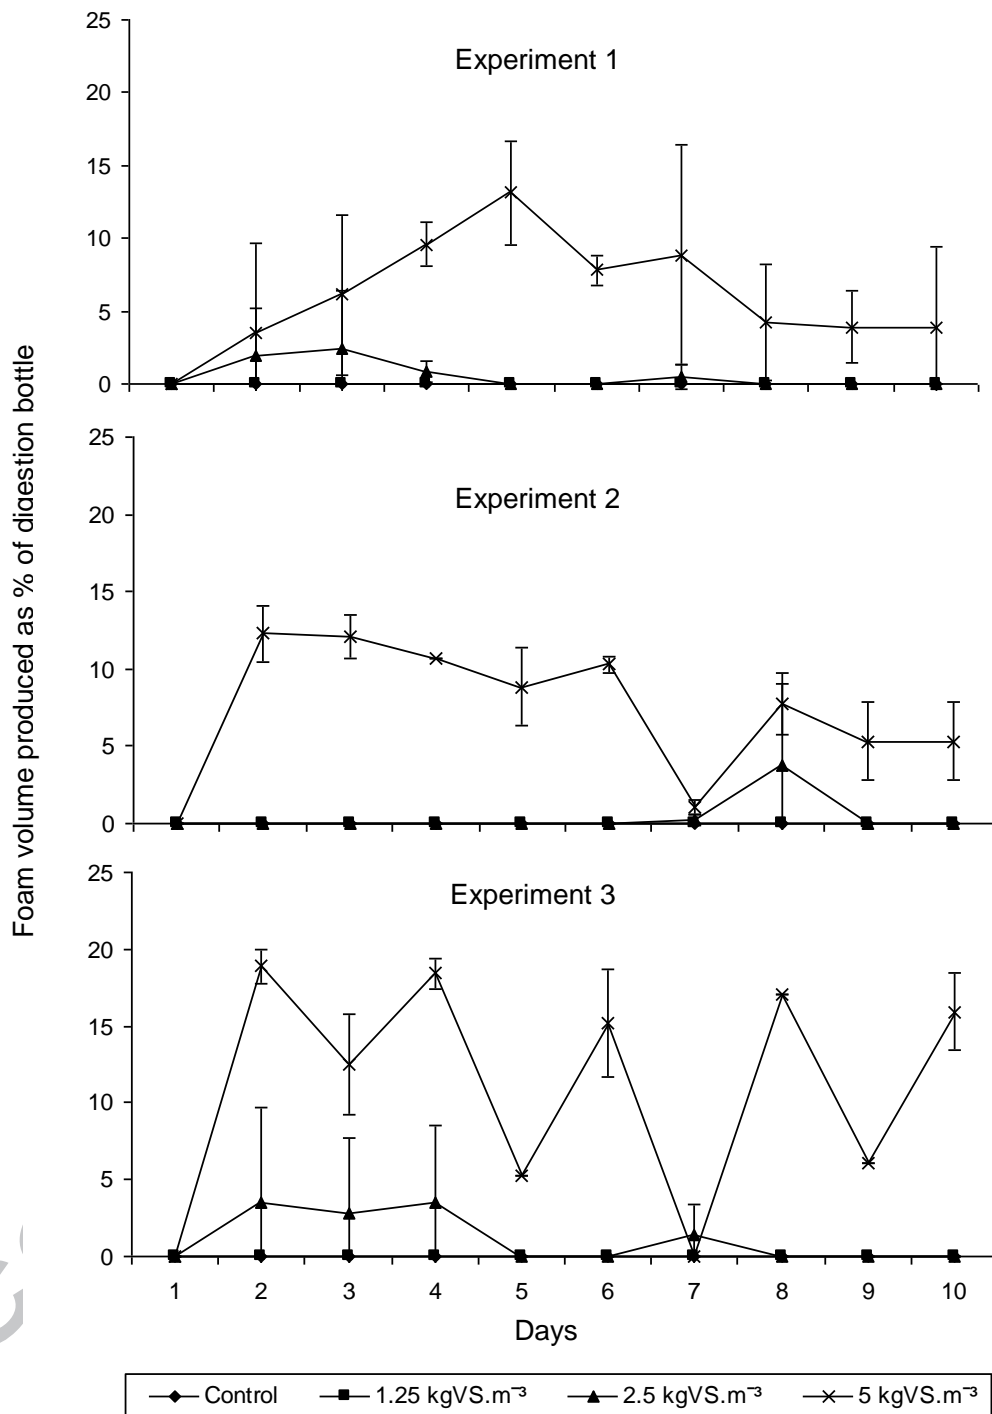 Foam volume produced as % of digestion bottle
Experiment 1
25
20
15
10
5
0
Experiment 2
25
20
15
10
5
0
Experiment 3
25
20
15
10
5
0
1 2 3 4 5 6 7 8 9 10
Days
Control 1.25 kgVS.m⁻³ 2.5 kgVS.m⁻³ 5 kgVS.m⁻³